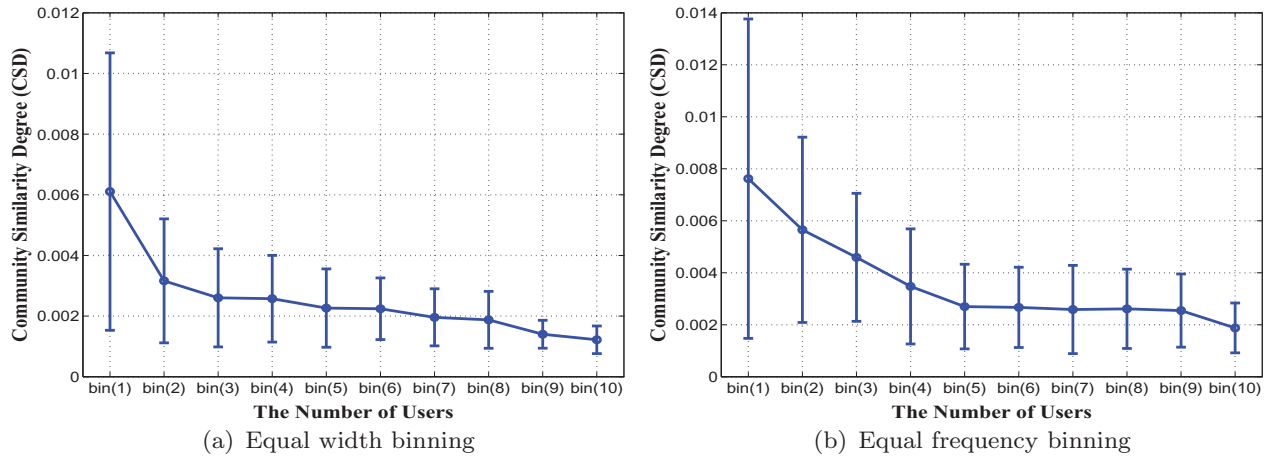 0.012
0.01
0.008
0.006
0.004
0.002
0
Community Similarity Degree (CSD)
bin(1) bin(2) bin(3) bin(4) bin(5) bin(6) bin(7) bin(8) bin(9) bin(10)
The Number of Users
(a) Equal width binning
0.014
0.012
0.01
0.008
0.006
0.004
0.002
0
Community Similarity Degree (CSD)
bin(1) bin(2) bin(3) bin(4) bin(5) bin(6) bin(7) bin(8) bin(9) bin(10)
The Number of Users
(b) Equal frequency binning